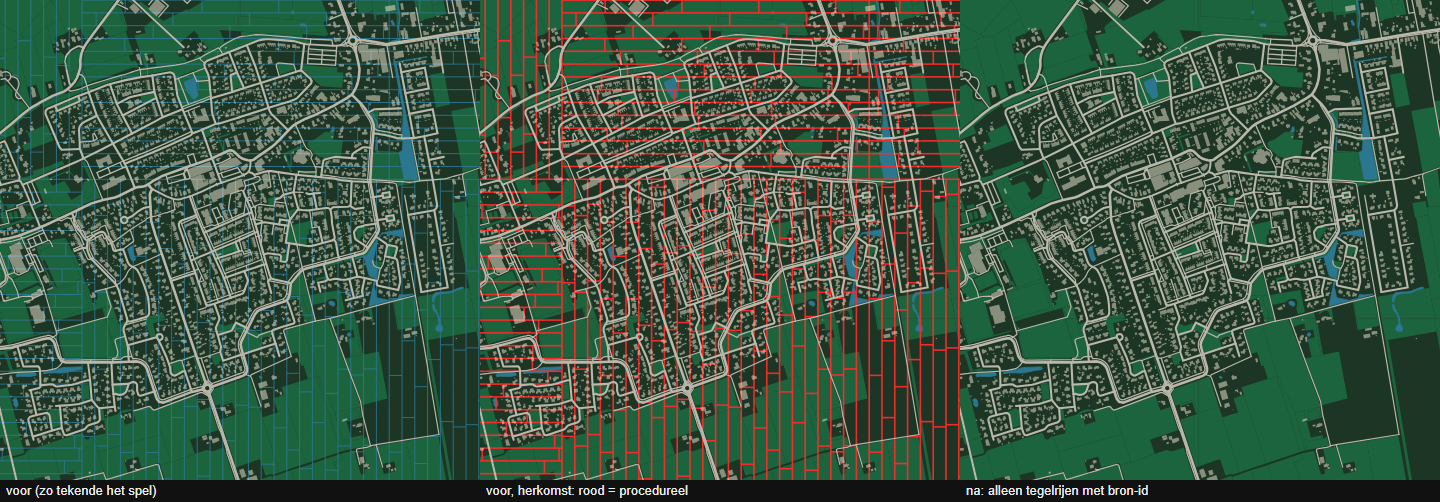 voor (zo tekende het spel)
voor, herkomst: rood = procedureel
na: alleen tegelrijen met bron-id